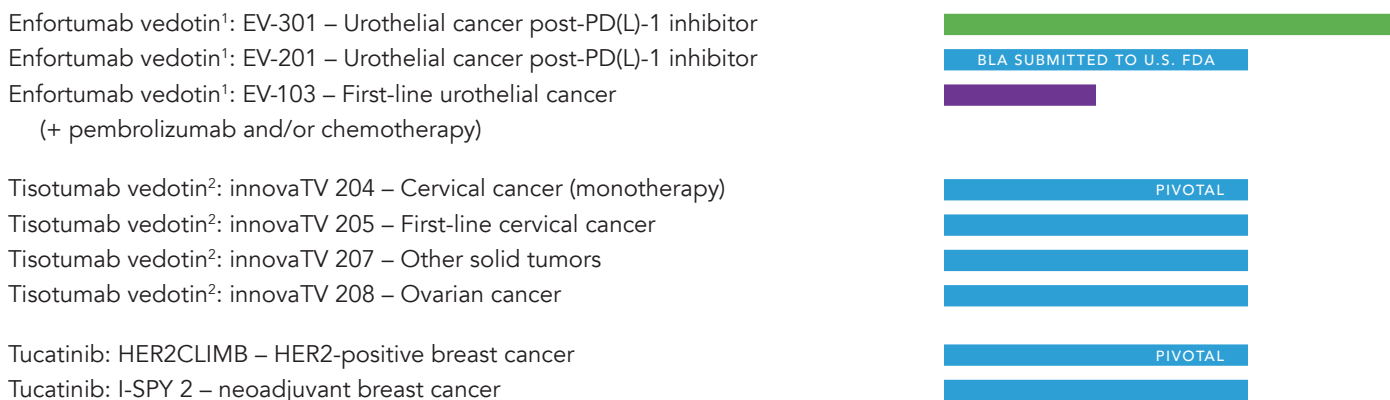 Enfortumab vedotin¹: EV-301 – Urothelial cancer post-PD(L)-1 inhibitor
Enfortumab vedotin¹: EV-201 – Urothelial cancer post-PD(L)-1 inhibitor
BLA SUBMITTED TO U.S. FDA
Enfortumab vedotin¹: EV-103 – First-line urothelial cancer
(+ pembrolizumab and/or chemotherapy)
Tisotumab vedotin²: innovaTV 204 – Cervical cancer (monotherapy)
PIVOTAL
Tisotumab vedotin²: innovaTV 205 – First-line cervical cancer
Tisotumab vedotin²: innovaTV 207 – Other solid tumors
Tisotumab vedotin²: innovaTV 208 – Ovarian cancer
Tucatinib: HER2CLIMB – HER2-positive breast cancer
PIVOTAL
Tucatinib: I-SPY 2 – neoadjuvant breast cancer